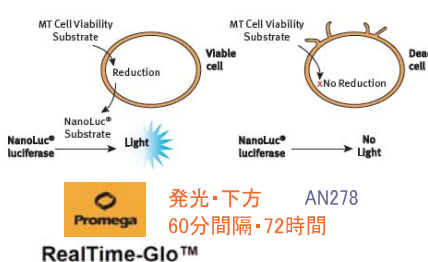 MT Cell Viability
Substrate
Viable
cell
Reduction
NanoLuc®
Substrate
NanoLuc®
luciferase
Light
MT Cell Viability
Substrate
Dead
cell
xNo Reduction
NanoLuc®
luciferase
No
Light
Promega
発光・下方 AN278
60分間隔・72時間
RealTime-Glo™